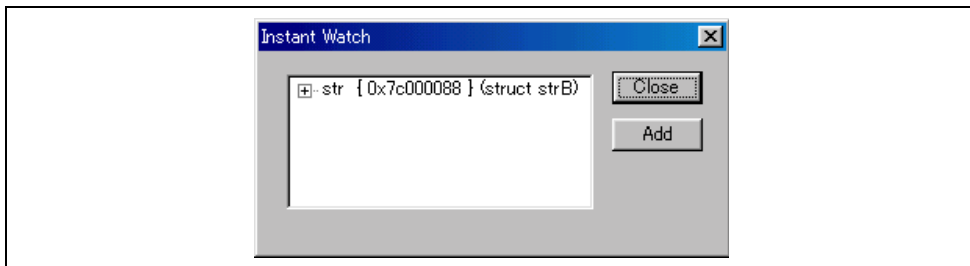 Instant Watch
str { 0x7c000088 } (struct strB)
Close
Add